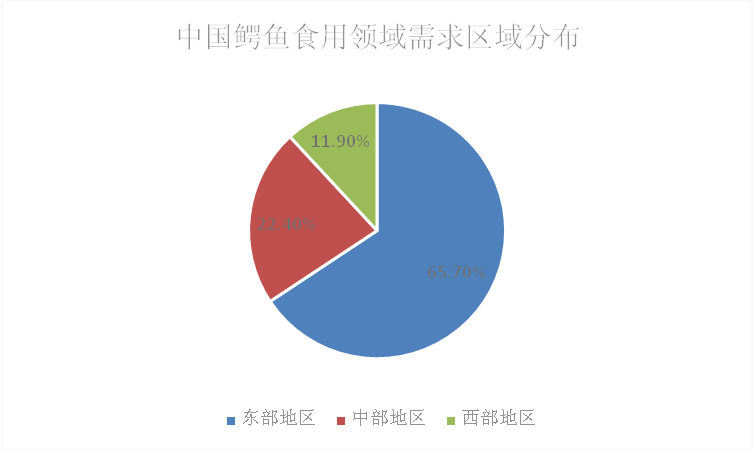 中国鳄鱼食用领域需求区域分布
11.90%
22.40%
65.70%
东部地区 中部地区 西部地区